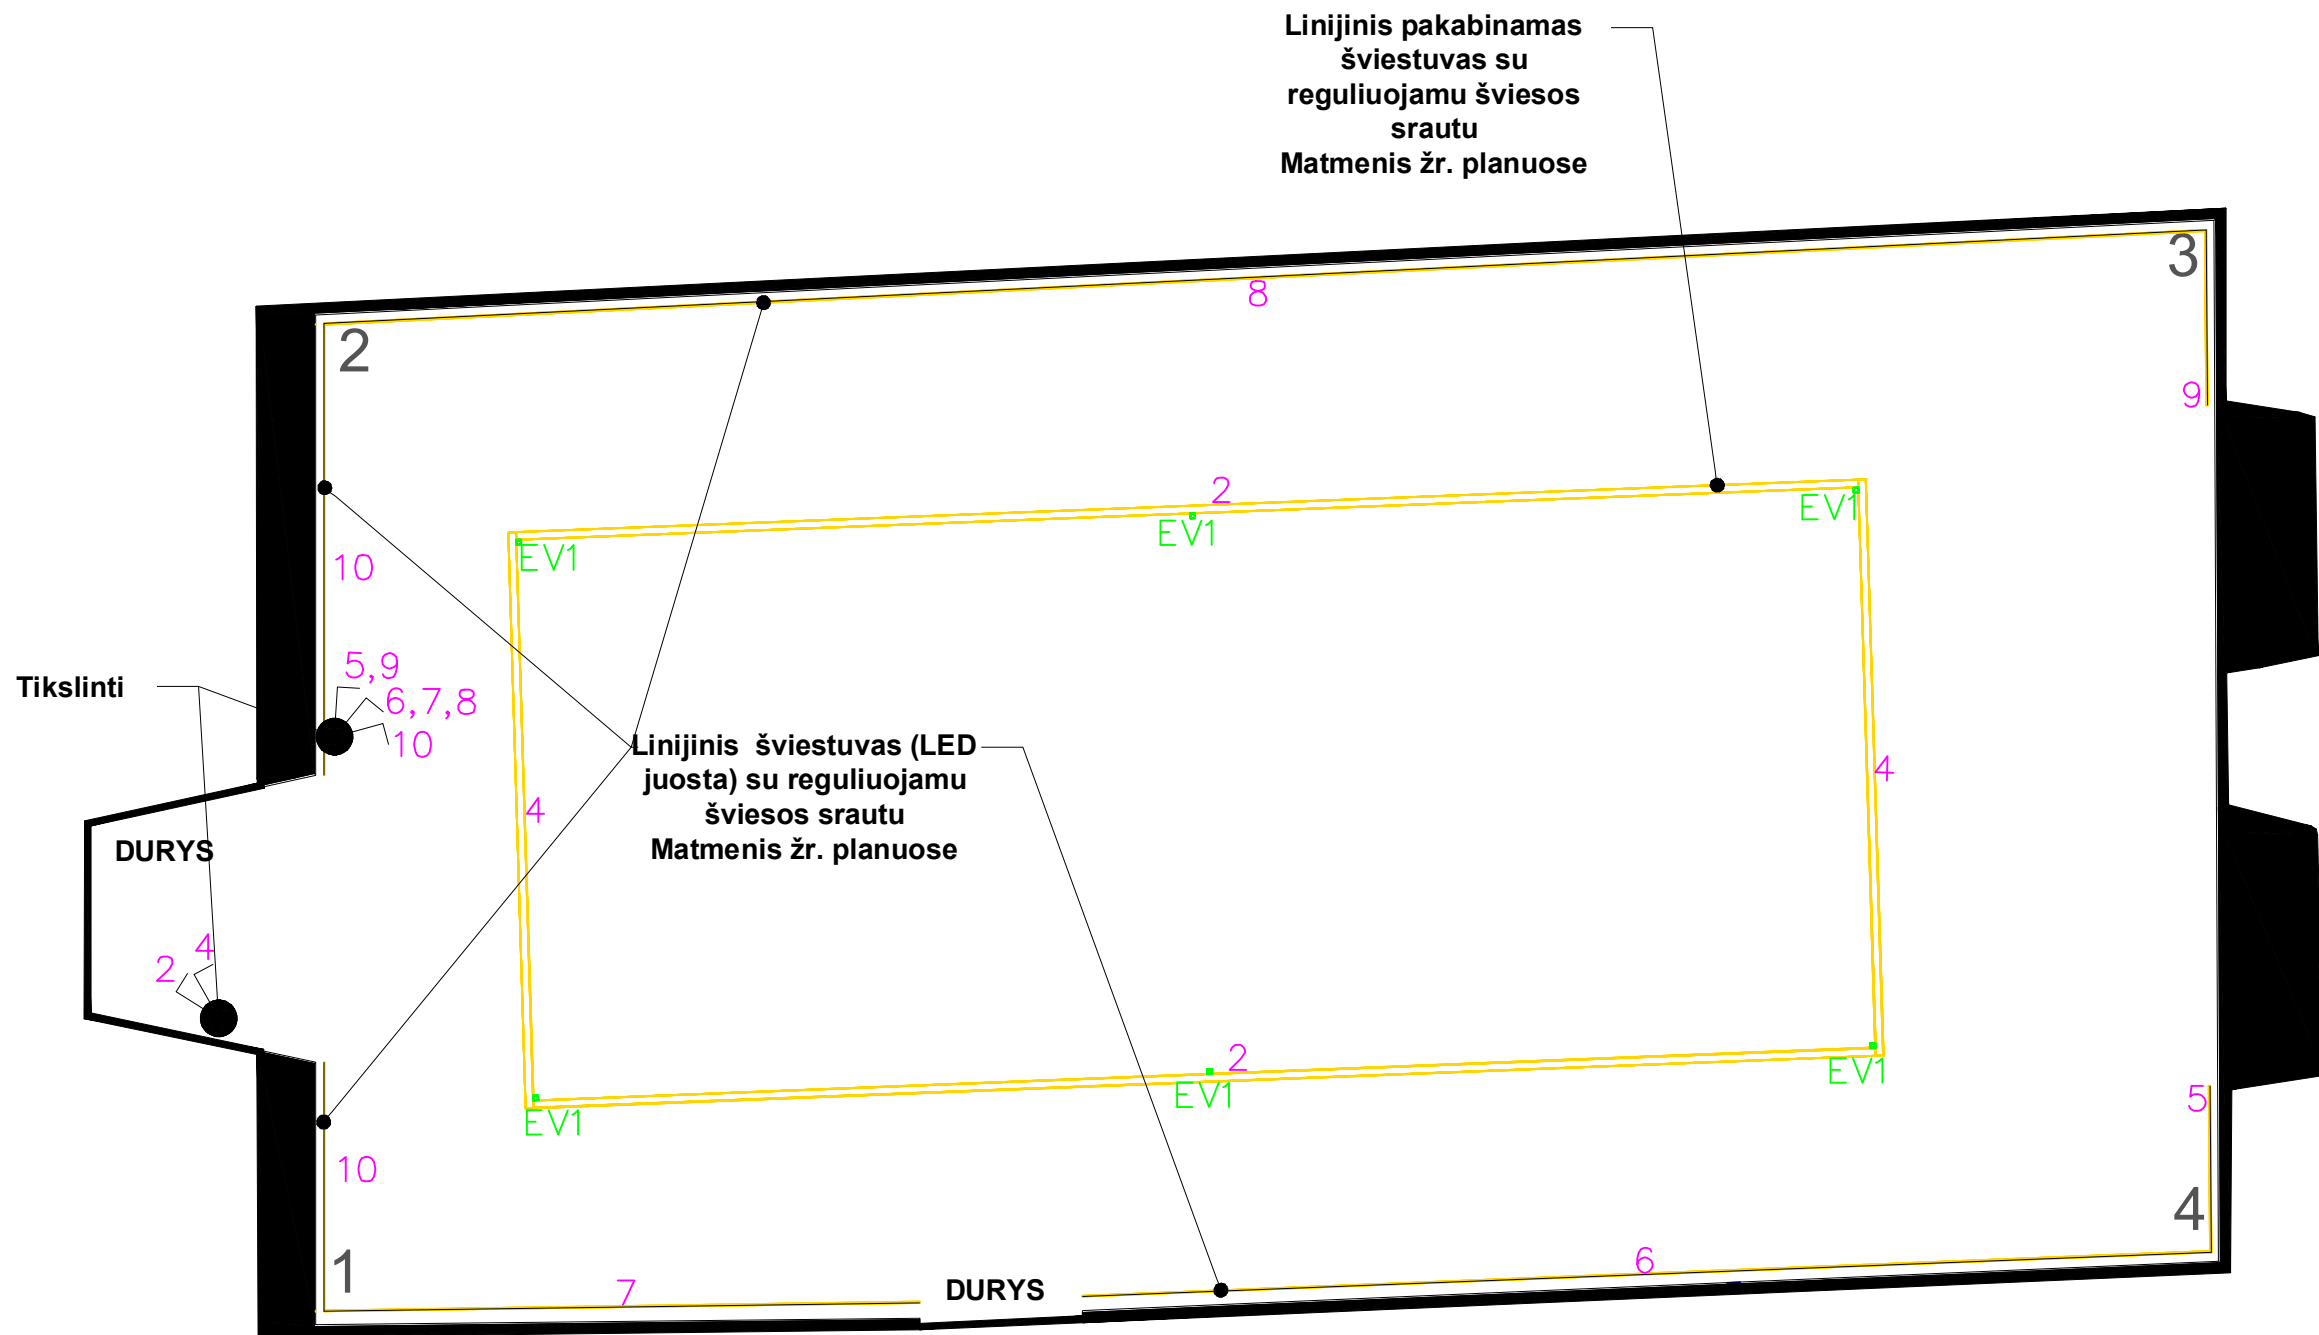 Linijinis pakabinamas
šviestuvas su
reguliuojamu šviesos
srautu
Matmenis žr. planuose
3
8
2
9
2
EV1
EV1
EV1
10
5,9
6,7,8
10
Tikslinti
Linijinis šviestuvas (LED
juosta) su reguliuojamu
šviesos srautu
Matmenis žr. planuose
4
4
DURYS
4
2
2
EV1
EV1
EV1
5
10
4
1
7
DURYS
6